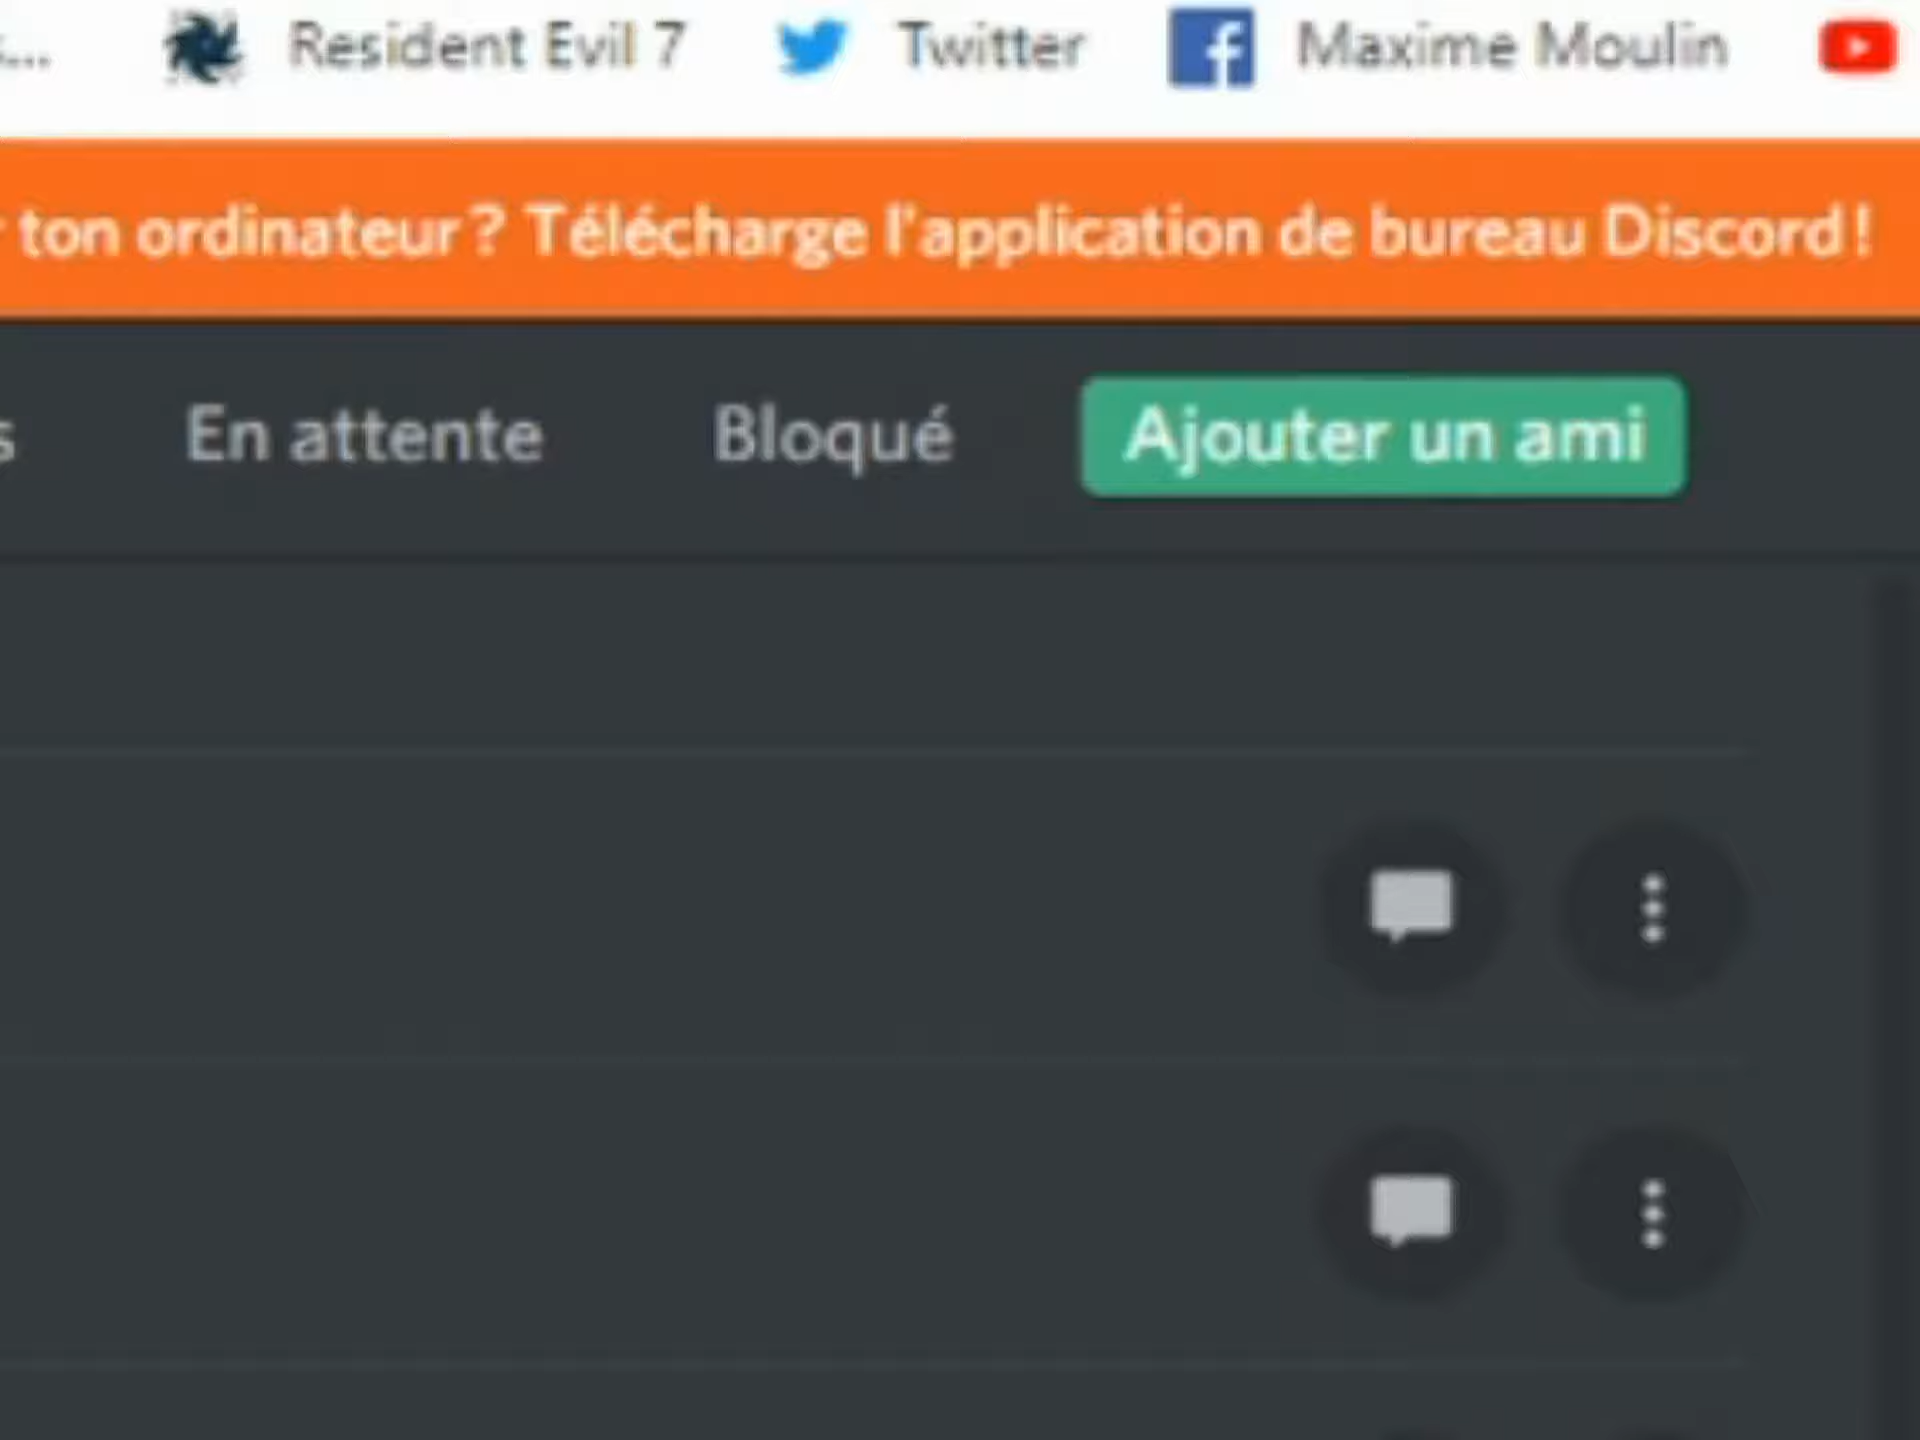 Resident Evil 7 Twitter Maxime Moulin
ton ordinateur ? Télécharge l'application de bureau Discord !
En attente Bloqué Ajouter un ami